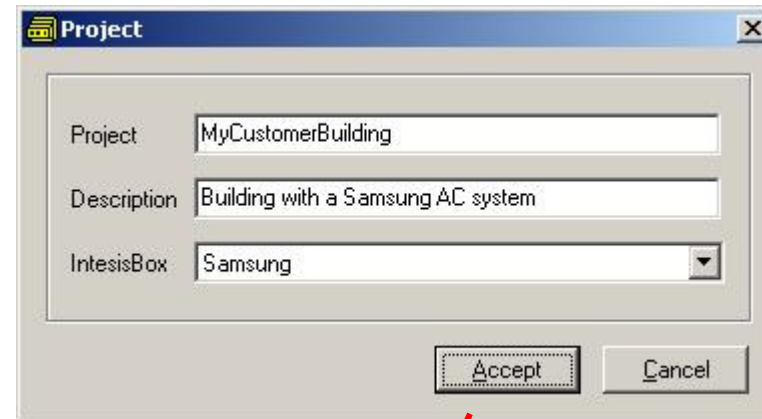 Project
Project MyCustomerBuilding
Description Building with a Samsung AC system
IntesisBox Samsung
Accept Cancel